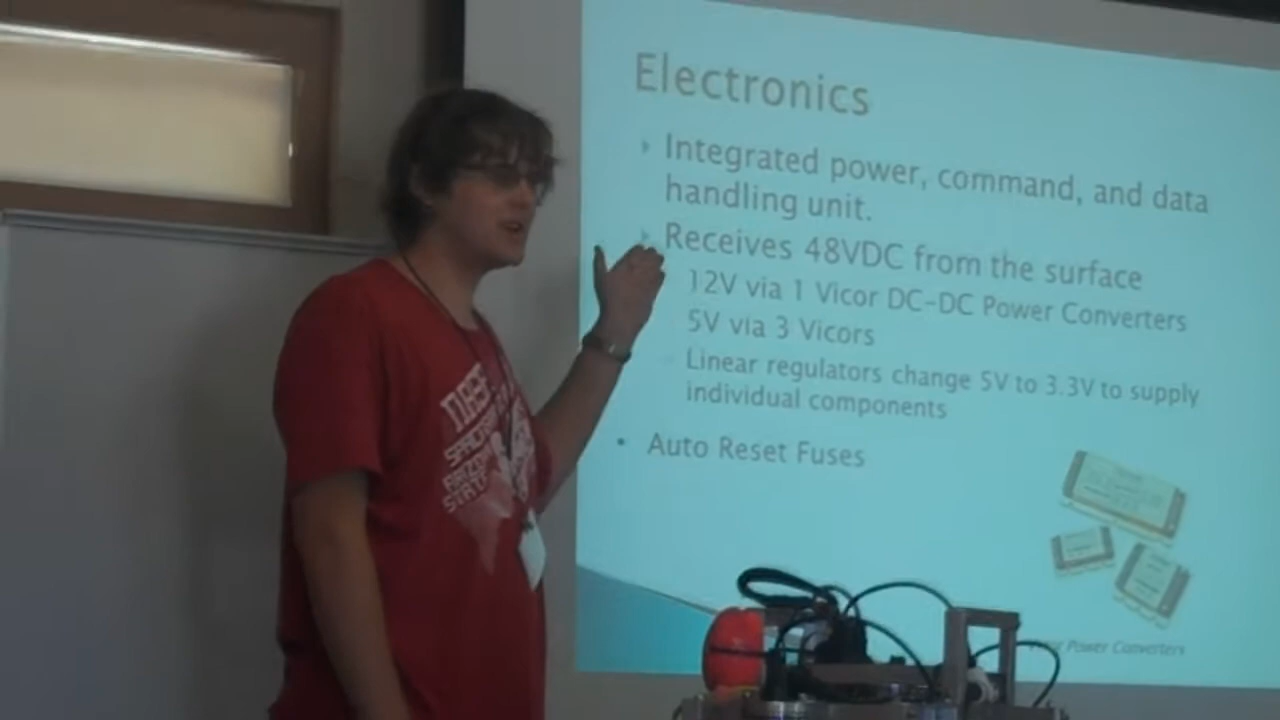 Electronics
Integrated power, command, and data
handling unit.
Receives 48VDC from the surface
12V via 1 Vicor DC-DC Power Converters
5V via 3 Vicors
Linear regulators change 5V to 3.3V to supply
individual components
• Auto Reset Fuses
Power Converters